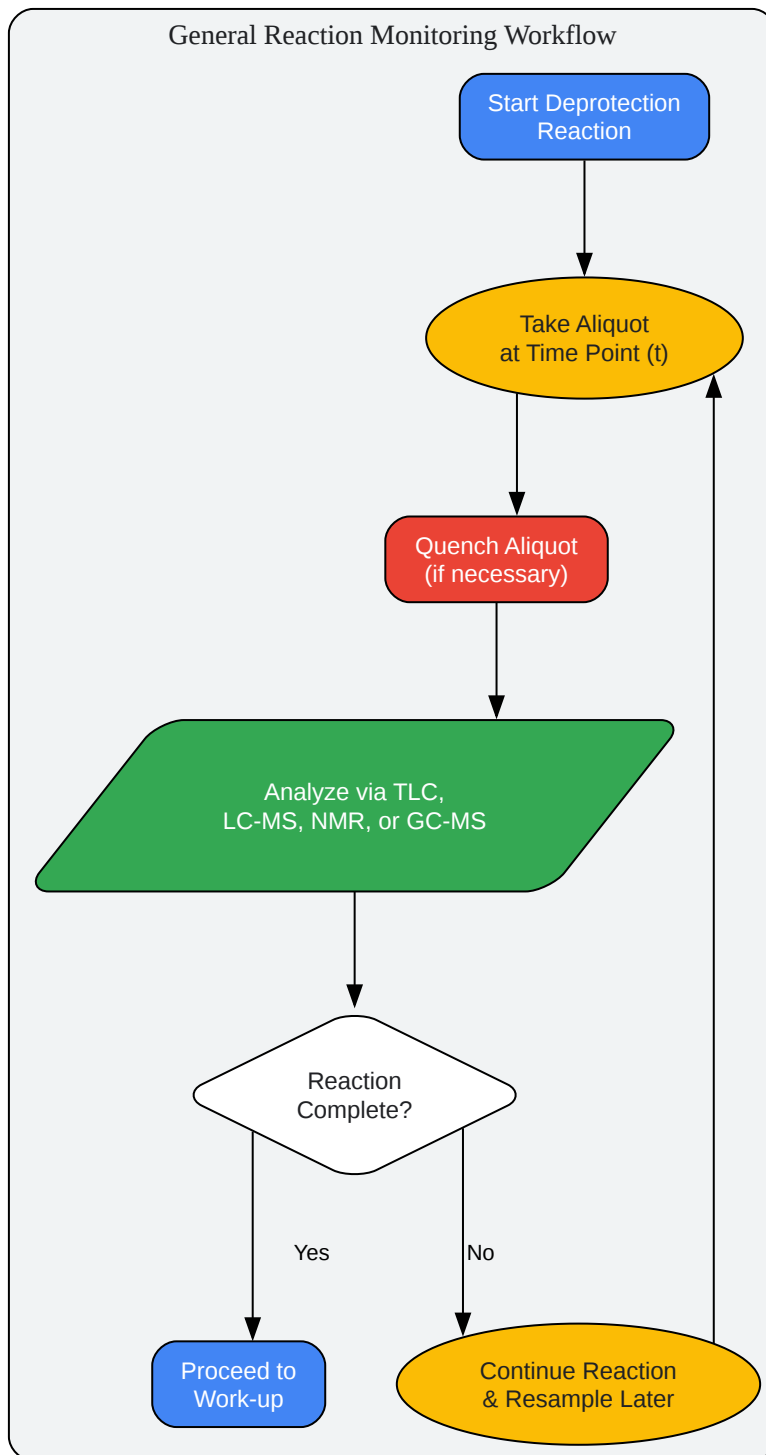 General Reaction Monitoring Workflow
Start Deprotection
Reaction
Take Aliquot
at Time Point (t)
Quench Aliquot
(if necessary)
Analyze via TLC,
LC-MS, NMR, or GC-MS
Reaction
Complete?
Yes
No
Proceed to
Work-up
Continue Reaction
& Resample Later